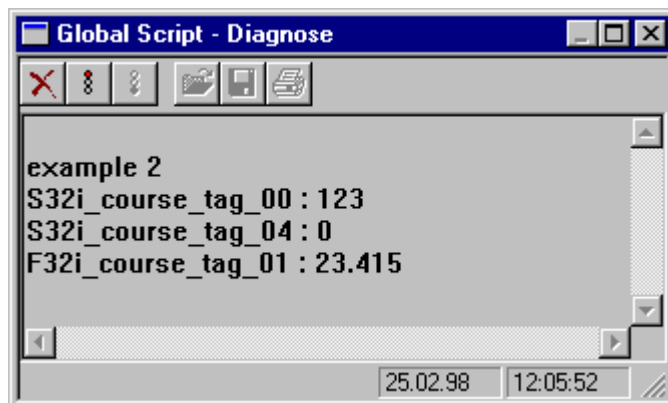 Global Script - Diagnose
example 2
S32i_course_tag_00 : 123
S32i_course_tag_04 : 0
F32i_course_tag_01 : 23.415
25.02.98 12:05:52